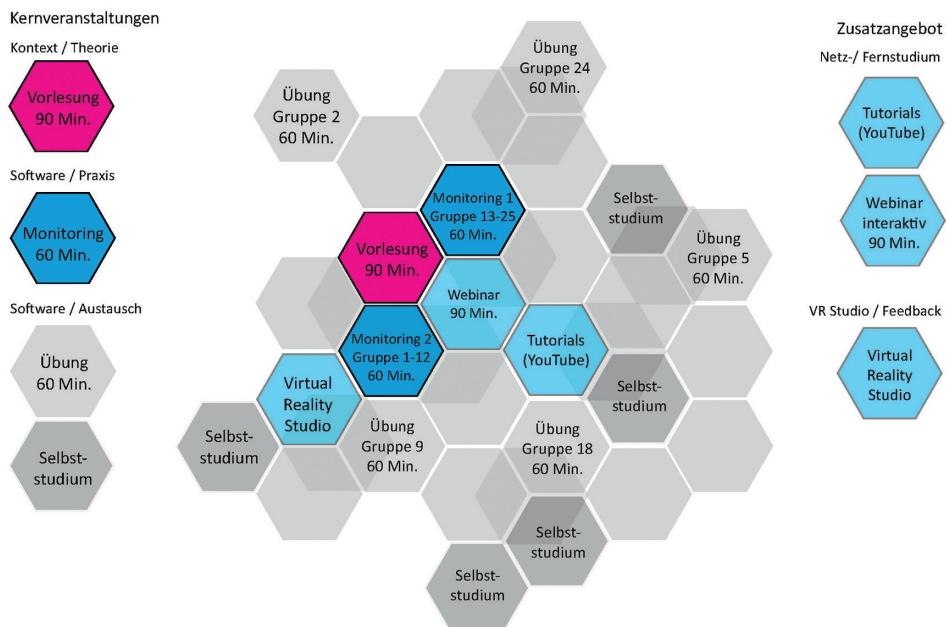 Kernveranstaltungen
Kontext / Theorie
Vorlesung
90 Min.
Software / Praxis
Monitoring
60 Min.
Software / Austausch
Übung
60 Min.
Selbst-
studium
Übung
Gruppe 24
60 Min.
Übung
Gruppe 2
60 Min.
Monitoring 1
Gruppe 13-25
60 Min.
Selbst-
studium
Vorlesung
90 Min.
Übung
Gruppe 5
60 Min.
Webinar
90 Min.
Monitoring 2
Gruppe 1-12
60 Min.
Tutorials
(YouTube)
Virtual
Reality
Studio
Selbst-
studium
Selbst-
studium
Übung
Gruppe 9
60 Min.
Übung
Gruppe 18
60 Min.
Selbst-
studium
Selbst-
studium
Zusatzangebot
Netz-/ Fernstudium
Tutorials
(YouTube)
Webinar
interaktiv
90 Min.
VR Studio / Feedback
Virtual
Reality
Studio